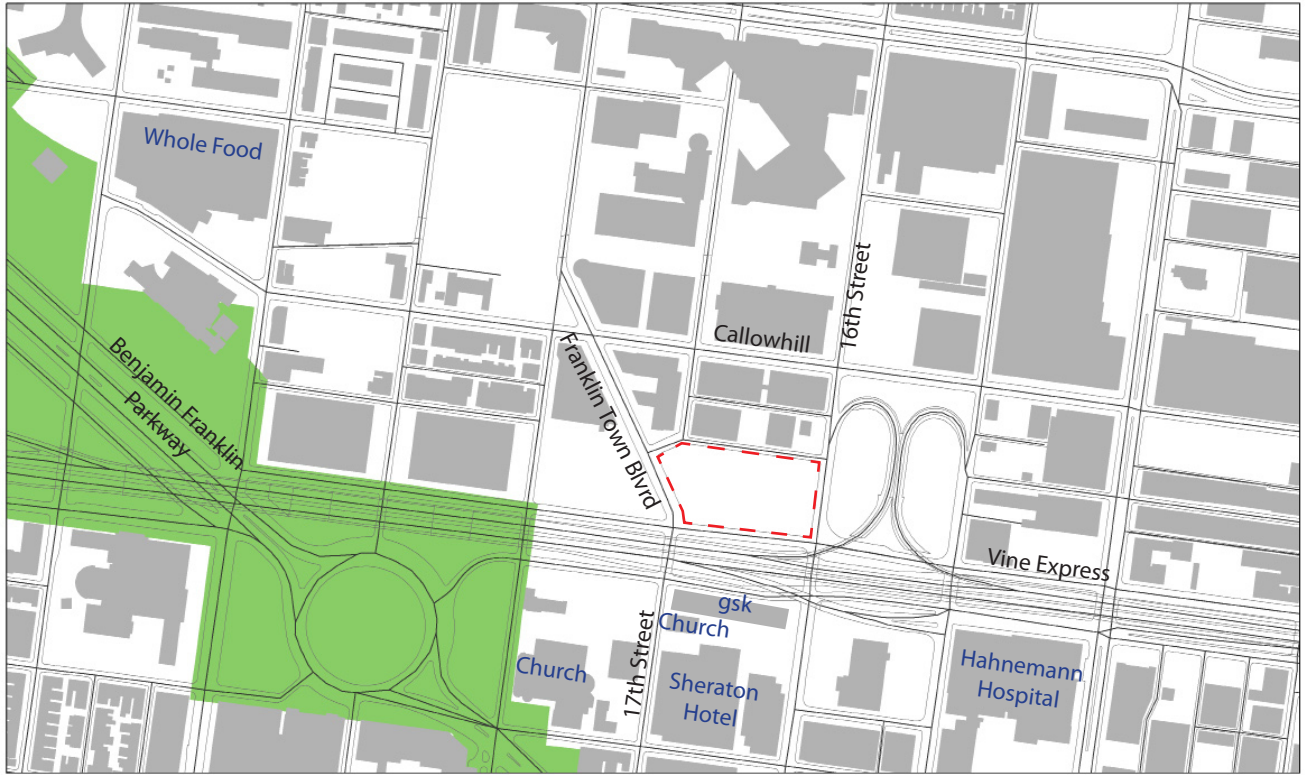 Whole Food
16th Street
Callowhill
Benjamin Franklin
Parkway
Franklin Town Blvrd
Vine Express
gsk
Church
17th Street
Church
Sheraton
Hotel
Hahnemann
Hospital